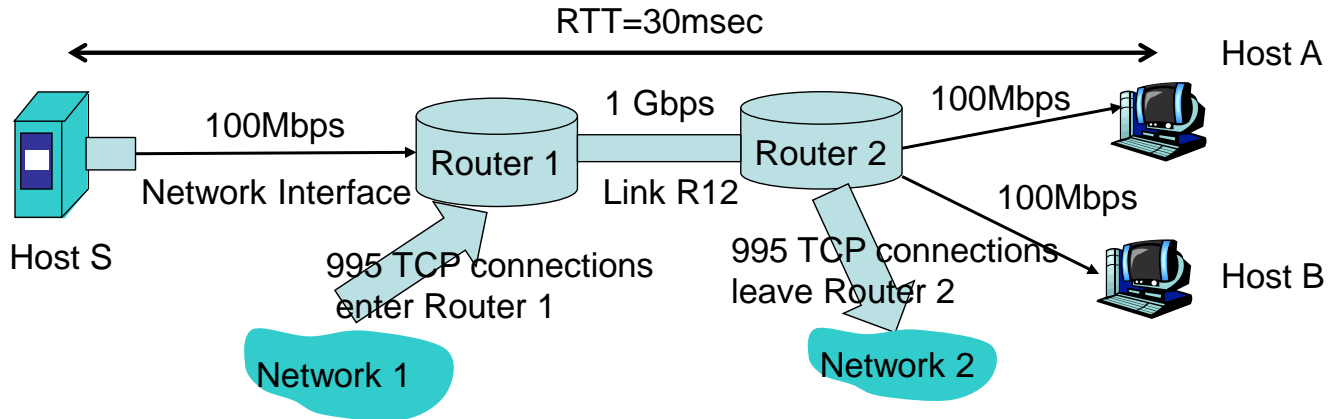 RTT=30msec
Host A
1 Gbps
100Mbps
100Mbps
Router 1
Router 2
Network Interface
Link R12
100Mbps
Host S
995 TCP connections
enter Router 1
995 TCP connections
leave Router 2
Host B
Network 1
Network 2